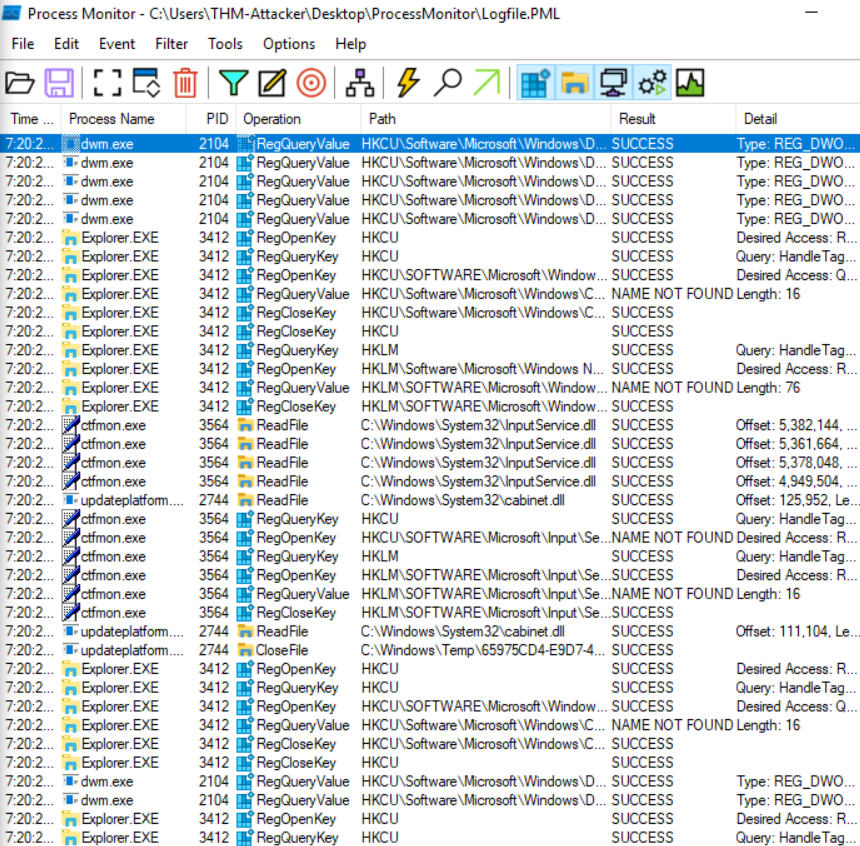 Process Monitor - C:\Users\THM-Attacker\Desktop\ProcessMonitor\Logfile.PML
File Edit Event Filter Tools Options Help
Time ... Process Name PID Operation Path Result Detail
7:20:2... dwm.exe 2104 RegQueryValue HKCU\Software\Microsoft\Windows\D... SUCCESS Type: REG_DWO...
7:20:2... dwm.exe 2104 RegQueryValue HKCU\Software\Microsoft\Windows\D... SUCCESS Type: REG_DWO...
7:20:2... dwm.exe 2104 RegQueryValue HKCU\Software\Microsoft\Windows\D... SUCCESS Type: REG_DWO...
7:20:2... dwm.exe 2104 RegQueryValue HKCU\Software\Microsoft\Windows\D... SUCCESS Type: REG_DWO...
7:20:2... dwm.exe 2104 RegQueryValue HKCU\Software\Microsoft\Windows\D... SUCCESS Type: REG_DWO...
7:20:2... Explorer.EXE 3412 RegOpenKey HKCU SUCCESS Desired Access: R...
7:20:2... Explorer.EXE 3412 RegQueryKey HKCU SUCCESS Query: HandleTag...
7:20:2... Explorer.EXE 3412 RegOpenKey HKCU\SOFTWARE\Microsoft\Window... SUCCESS Desired Access: Q...
7:20:2... Explorer.EXE 3412 RegQueryValue HKCU\Software\Microsoft\Windows\C... NAME NOT FOUND Length: 16
7:20:2... Explorer.EXE 3412 RegCloseKey HKCU\Software\Microsoft\Windows\C... SUCCESS
7:20:2... Explorer.EXE 3412 RegCloseKey HKCU SUCCESS
7:20:2... Explorer.EXE 3412 RegQueryKey HKLM SUCCESS Query: HandleTag...
7:20:2... Explorer.EXE 3412 RegOpenKey HKLM\Software\Microsoft\Windows N... SUCCESS Desired Access: R...
7:20:2... Explorer.EXE 3412 RegQueryValue HKLM\SOFTWARE\Microsoft\Window... NAME NOT FOUND Length: 76
7:20:2... Explorer.EXE 3412 RegCloseKey HKLM\SOFTWARE\Microsoft\Window... SUCCESS
7:20:2... ctfmon.exe 3564 ReadFile C:\Windows\System32\InputService.dll SUCCESS Offset: 5,382,144, ...
7:20:2... ctfmon.exe 3564 ReadFile C:\Windows\System32\InputService.dll SUCCESS Offset: 5,361,664, ...
7:20:2... ctfmon.exe 3564 ReadFile C:\Windows\System32\InputService.dll SUCCESS Offset: 5,378,048, ...
7:20:2... ctfmon.exe 3564 ReadFile C:\Windows\System32\InputService.dll SUCCESS Offset: 4,949,504, ...
7:20:2... updateplatform.... 2744 ReadFile C:\Windows\System32\cabinet.dll SUCCESS Offset: 125,952, Le...
7:20:2... ctfmon.exe 3564 RegQueryKey HKCU SUCCESS Query: HandleTag...
7:20:2... ctfmon.exe 3564 RegOpenKey HKCU\SOFTWARE\Microsoft\Input\Se... NAME NOT FOUND Desired Access: R...
7:20:2... ctfmon.exe 3564 RegQueryKey HKLM SUCCESS Query: HandleTag...
7:20:2... ctfmon.exe 3564 RegOpenKey HKLM\SOFTWARE\Microsoft\Input\Se... SUCCESS Desired Access: R...
7:20:2... ctfmon.exe 3564 RegQueryValue HKLM\SOFTWARE\Microsoft\Input\Se... NAME NOT FOUND Length: 16
7:20:2... ctfmon.exe 3564 RegCloseKey HKLM\SOFTWARE\Microsoft\Input\Se... SUCCESS
7:20:2... updateplatform.... 2744 ReadFile C:\Windows\System32\cabinet.dll SUCCESS Offset: 111,104, Le...
7:20:2... updateplatform.... 2744 CloseFile C:\Windows\Temp\65975CD4-E9D7-4... SUCCESS
7:20:2... Explorer.EXE 3412 RegOpenKey HKCU SUCCESS Desired Access: R...
7:20:2... Explorer.EXE 3412 RegQueryKey HKCU SUCCESS Query: HandleTag...
7:20:2... Explorer.EXE 3412 RegOpenKey HKCU\SOFTWARE\Microsoft\Window... SUCCESS Desired Access: Q...
7:20:2... Explorer.EXE 3412 RegQueryValue HKCU\Software\Microsoft\Windows\C... NAME NOT FOUND Length: 16
7:20:2... Explorer.EXE 3412 RegCloseKey HKCU\Software\Microsoft\Windows\C... SUCCESS
7:20:2... Explorer.EXE 3412 RegCloseKey HKCU SUCCESS
7:20:2... dwm.exe 2104 RegQueryValue HKCU\Software\Microsoft\Windows\D... SUCCESS Type: REG_DWO...
7:20:2... dwm.exe 2104 RegQueryValue HKCU\Software\Microsoft\Windows\D... SUCCESS Type: REG_DWO...
7:20:2... Explorer.EXE 3412 RegOpenKey HKCU SUCCESS Desired Access: R...
7:20:2... Explorer.EXE 3412 RegQueryKey HKCU SUCCESS Query: HandleTag...